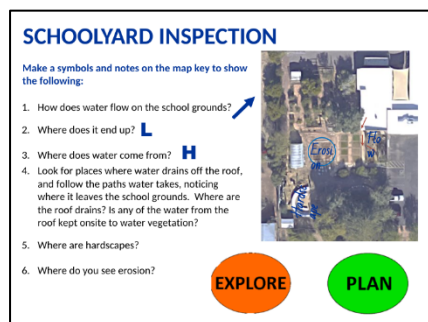 SCHOOLYARD INSPECTION
Make a symbols and notes on the map key to show
the following:
1. How does water flow on the school grounds?
2. Where does it end up? L
3. Where does water come from? H
4. Look for places where water drains off the roof,
and follow the paths water takes, noticing
where it leaves the school grounds. Where are
the roof drains? Is any of the water from the
roof kept onsite to water vegetation?
5. Where are hardscapes?
6. Where do you see erosion?
Erosi
on
Flo
w
EXPLORE
PLAN